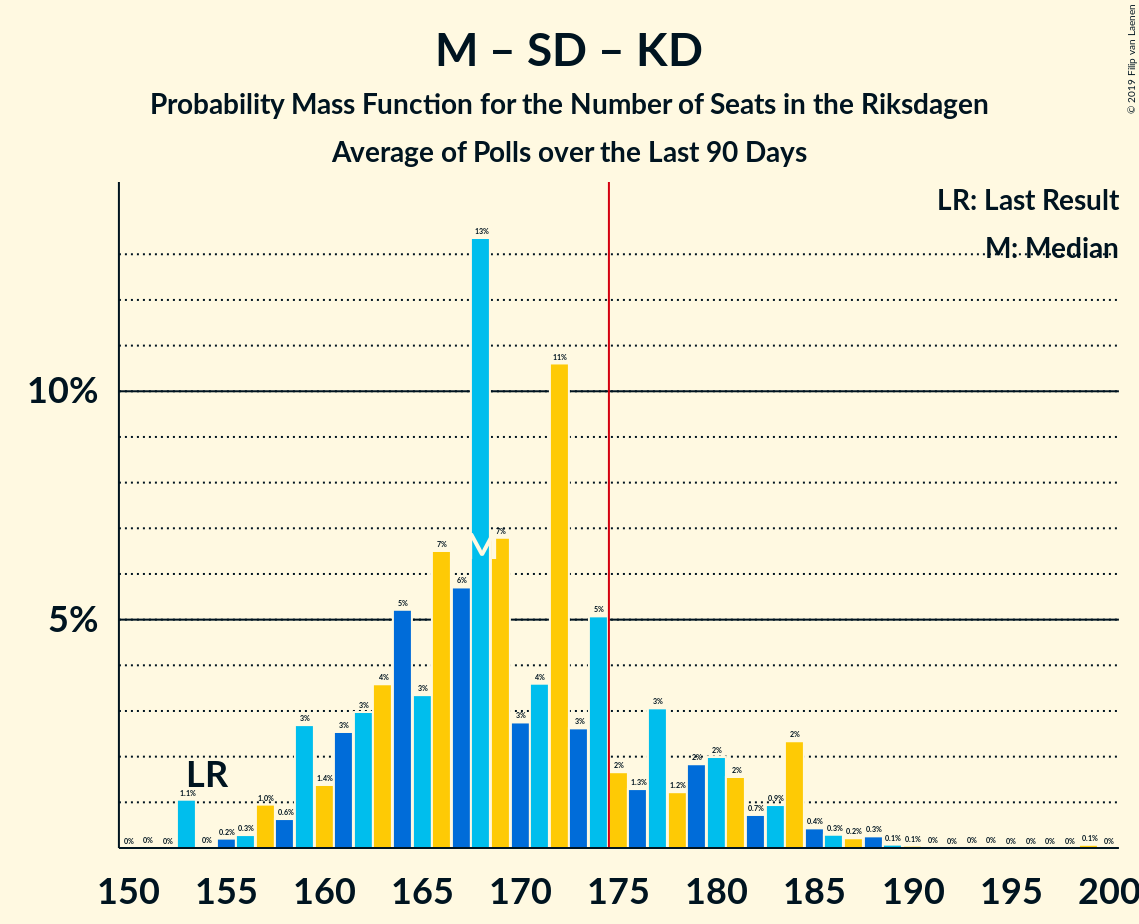 M – SD – KD
Probability Mass Function for the Number of Seats in the Riksdagen
Average of Polls over the Last 90 Days
© 2019 Filip van Laenen
LR: Last Result
M: Median
10%
5%
0% 0% 0% 1.1% 0% 0.2% 0.3% 1.0% 0.6% 3% 1.4% 3% 3% 4% 5% 3% 7% 6% 13% 7% 3% 4% 11% 3% 5% 2% 1.3% 3% 1.2% 2% 2% 2% 0.7% 0.9% 2% 0.4% 0.3% 0.2% 0.3% 0.1% 0.1% 0% 0% 0% 0% 0% 0% 0% 0% 0.1% 0%
LR
M
150 155 160 165 170 175 180 185 190 195 200